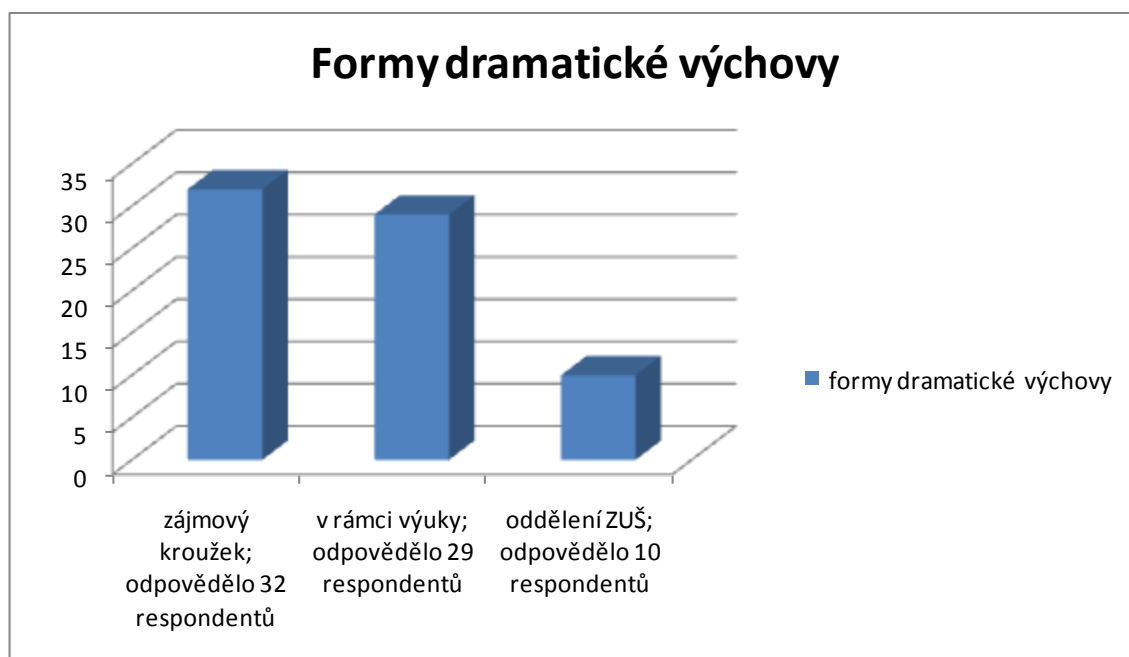 Formy dramatické výchovy
35
30
25
20
15
10
5
0
zájmový
kroužek;
odpovědělo 32
respondentů
v rámci výuky;
odpovědělo 29
respondentů
oddělení ZUŠ;
odpovědělo 10
respondentů
formy dramatické výchovy